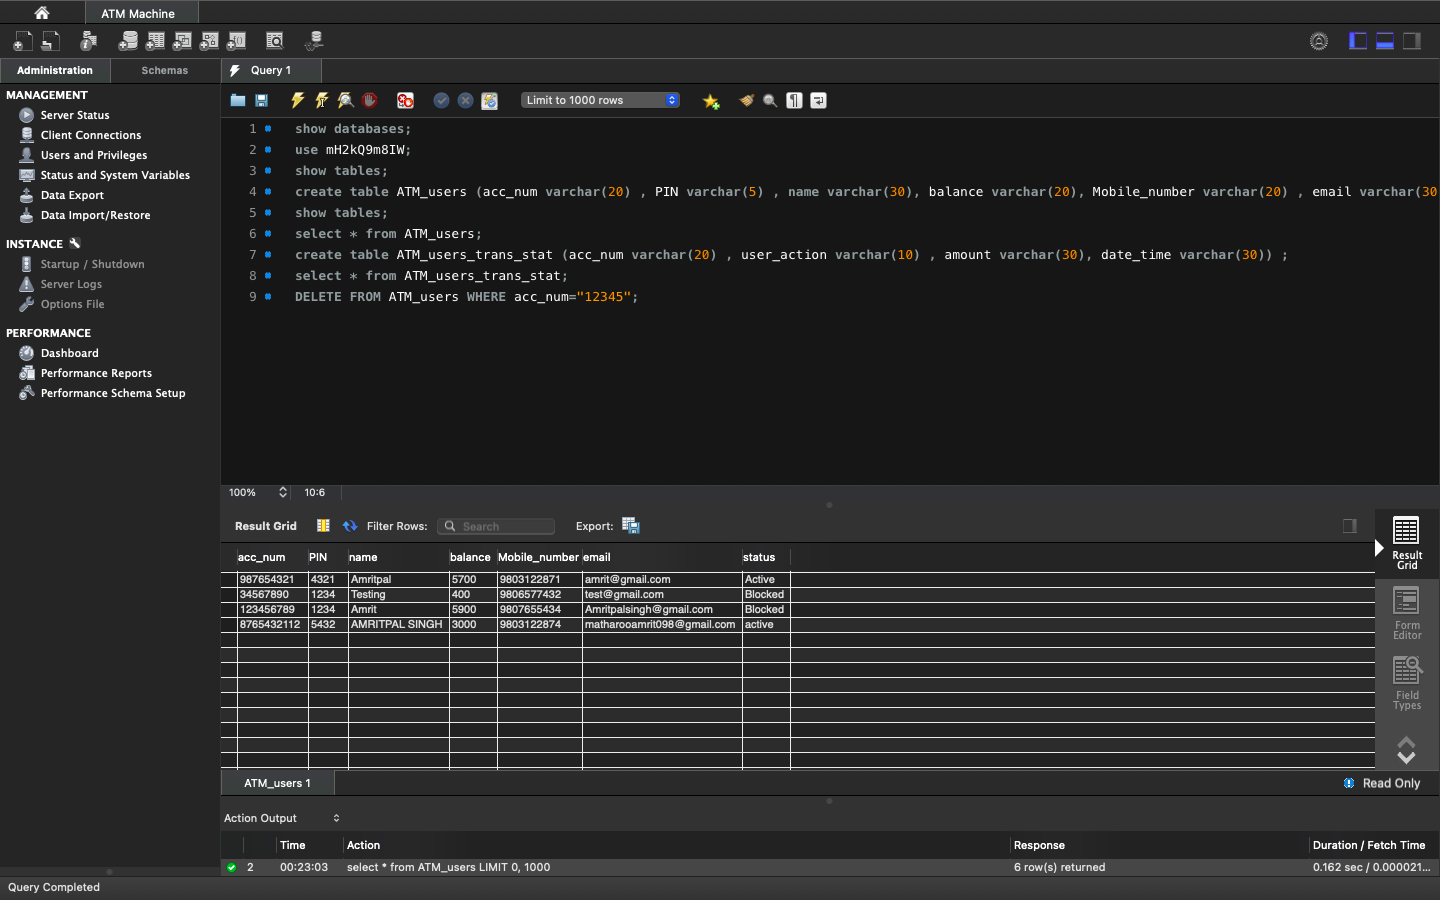 ATM Machine
Administration
Schemas
Query 1
MANAGEMENT
Server Status
Client Connections
Users and Privileges
Status and System Variables
Data Export
Data Import/Restore
INSTANCE
Startup / Shutdown
Server Logs
Options File
PERFORMANCE
Dashboard
Performance Reports
Performance Schema Setup
Limit to 1000 rows
1 show databases;
2 use mH2kQ9m8IW;
3 show tables;
4 create table ATM_users (acc_num varchar(20) , PIN varchar(5) , name varchar(30), balance varchar(20), Mobile_number varchar(20) , email varchar(30
5 show tables;
6 select * from ATM_users;
7 create table ATM_users_trans_stat (acc_num varchar(20) , user_action varchar(10) , amount varchar(30), date_time varchar(30)) ;
8 select * from ATM_users_trans_stat;
9 DELETE FROM ATM_users WHERE acc_num="12345";
100% 10:6
Result Grid Filter Rows: Search Export:
acc_num PIN name balance Mobile_number email status
987654321 4321 Amritpal 5700 9803122871 amrit@gmail.com Active
34567890 1234 Testing 400 9806577432 test@gmail.com Blocked
123456789 1234 Amrit 5900 9807655434 Amritpalsingh@gmail.com Blocked
8765432112 5432 AMRITPAL SINGH 3000 9803122874 matharooamrit098@gmail.com active
Result
Grid
Form
Editor
Field
Types
ATM_users 1
Read Only
Action Output
Time Action Response Duration / Fetch Time
2 00:23:03 select * from ATM_users LIMIT 0, 1000 6 row(s) returned 0.162 sec / 0.000021...
Query Completed